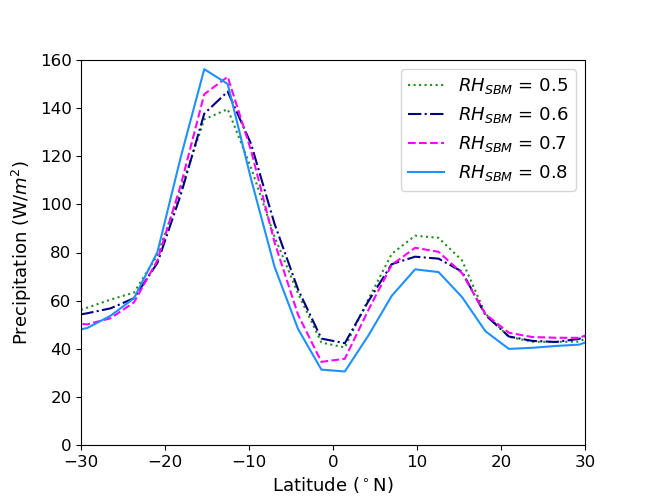 160
140
120
100
80
60
40
20
0
Precipitation (W/m²)
RH_SBM = 0.5
RH_SBM = 0.6
RH_SBM = 0.7
RH_SBM = 0.8
−30 −20 −10 0 10 20 30
Latitude (°N)